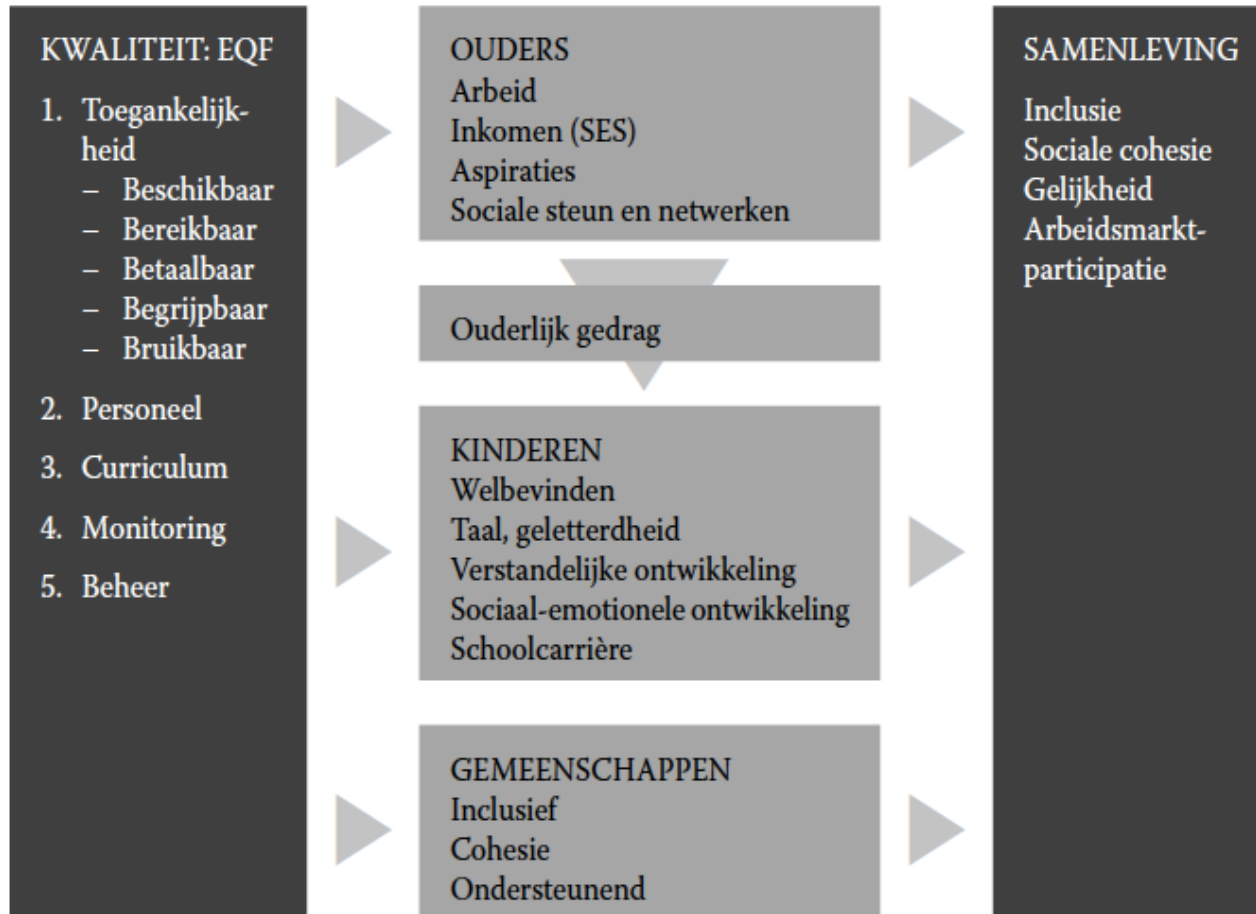 KWALITEIT: EQF
1. Toegankelijk-
heid
– Beschikbaar
– Bereikbaar
– Betaalbaar
– Begrijpbaar
– Bruikbaar
2. Personeel
3. Curriculum
4. Monitoring
5. Beheer
OUDERS
Arbeid
Inkomen (SES)
Aspiraties
Sociale steun en netwerken
Ouderlijk gedrag
KINDEREN
Welbevinden
Taal, geletterdheid
Verstandelijke ontwikkeling
Sociaal-emotionele ontwikkeling
Schoolcarrière
GEMEENSCHAPPEN
Inclusief
Cohesie
Ondersteunend
SAMENLEVING
Inclusie
Sociale cohesie
Gelijkheid
Arbeidsmarkt-
participatie